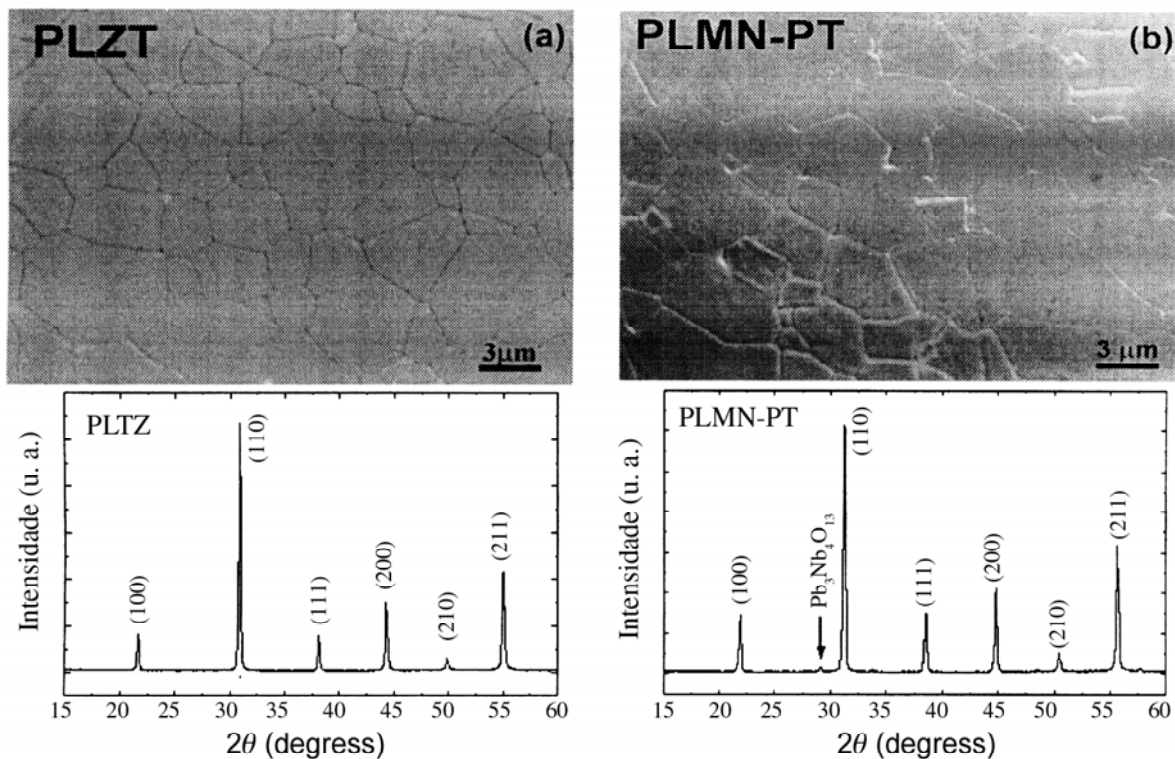 PLZT
(a)
3μm
PLMN-PT
(b)
3 μm
PLTZ
Intensidade (u. a.)
(100)
(110)
(111)
(200)
(210)
(211)
15 20 25 30 35 40 45 50 55 60
2θ (degress)
PLMN-PT
Intensidade (u. a.)
(100)
Pb₃Nb₄O₁₃
(110)
(111)
(200)
(210)
(211)
15 20 25 30 35 40 45 50 55 60
2θ (degress)